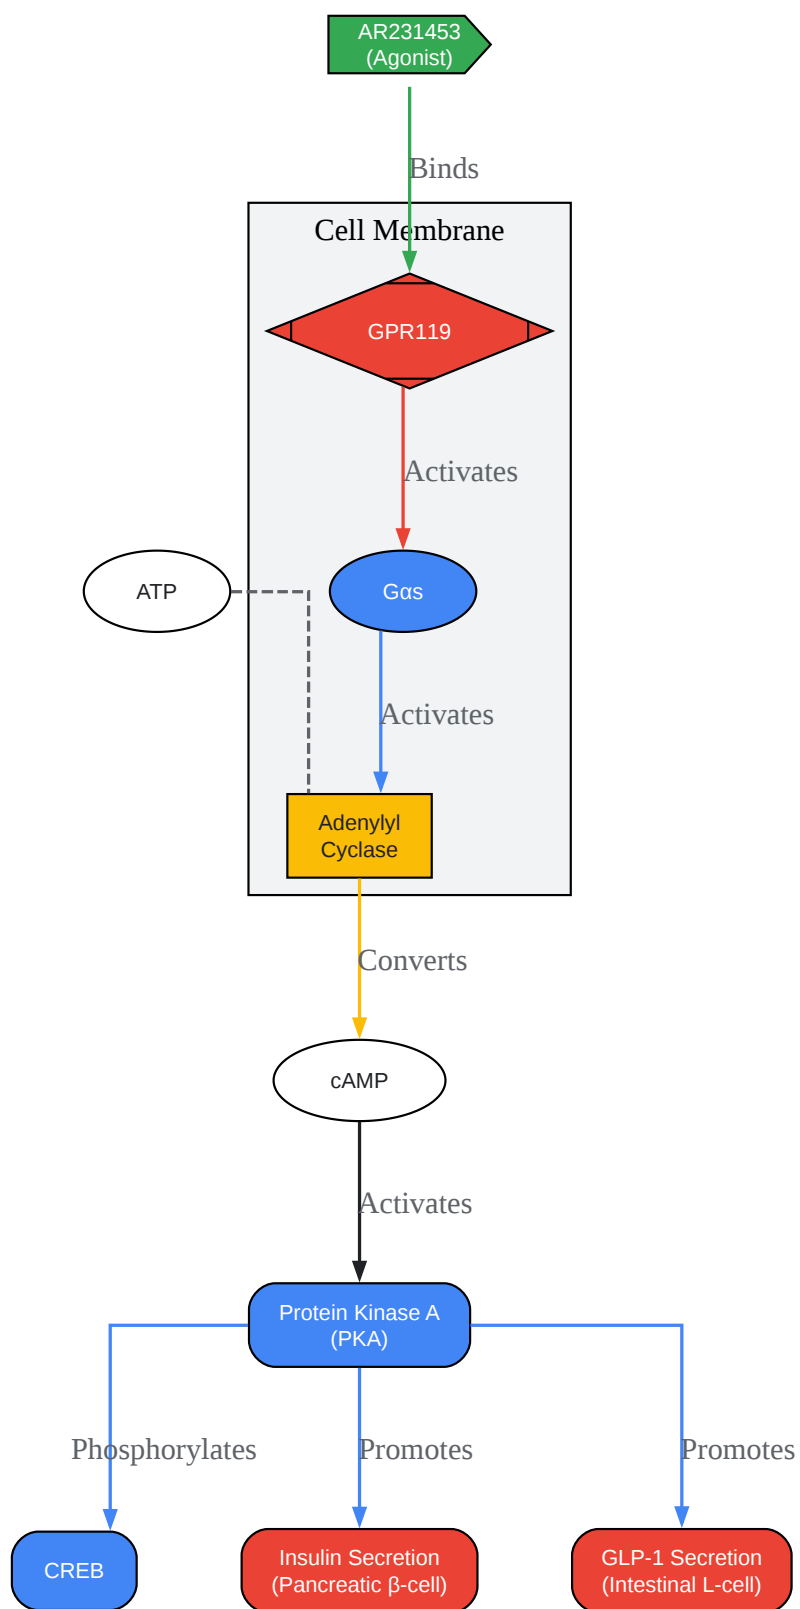 AR231453
(Agonist)
Binds
Cell Membrane
GPR119
Activates
ATP
Gαs
Activates
Adenylyl
Cyclase
Converts
cAMP
Activates
Protein Kinase A
(PKA)
Phosphorylates
Promotes
Promotes
CREB
Insulin Secretion
(Pancreatic β-cell)
GLP-1 Secretion
(Intestinal L-cell)